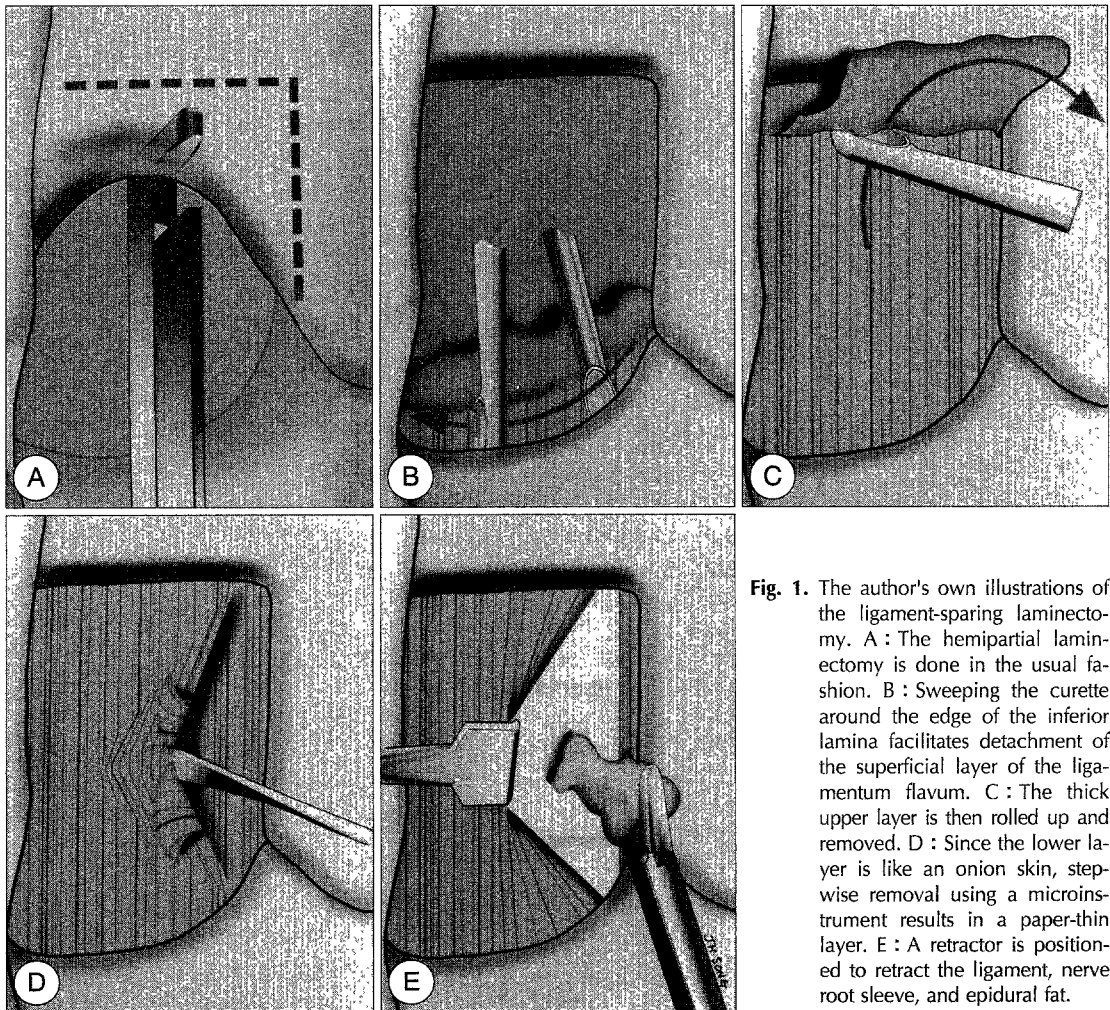 A
B
C
D
E
Fig. 1. The author's own illustrations of
the ligament-sparing laminecto-
my. A : The hemipartial lamin-
ectomy is done in the usual fa-
shion. B : Sweeping the curette
around the edge of the inferior
lamina facilitates detachment of
the superficial layer of the liga-
mentum flavum. C : The thick
upper layer is then rolled up and
removed. D : Since the lower la-
yer is like an onion skin, step-
wise removal using a microins-
trument results in a paper-thin
layer. E : A retractor is position-
ed to retract the ligament, nerve
root sleeve, and epidural fat.